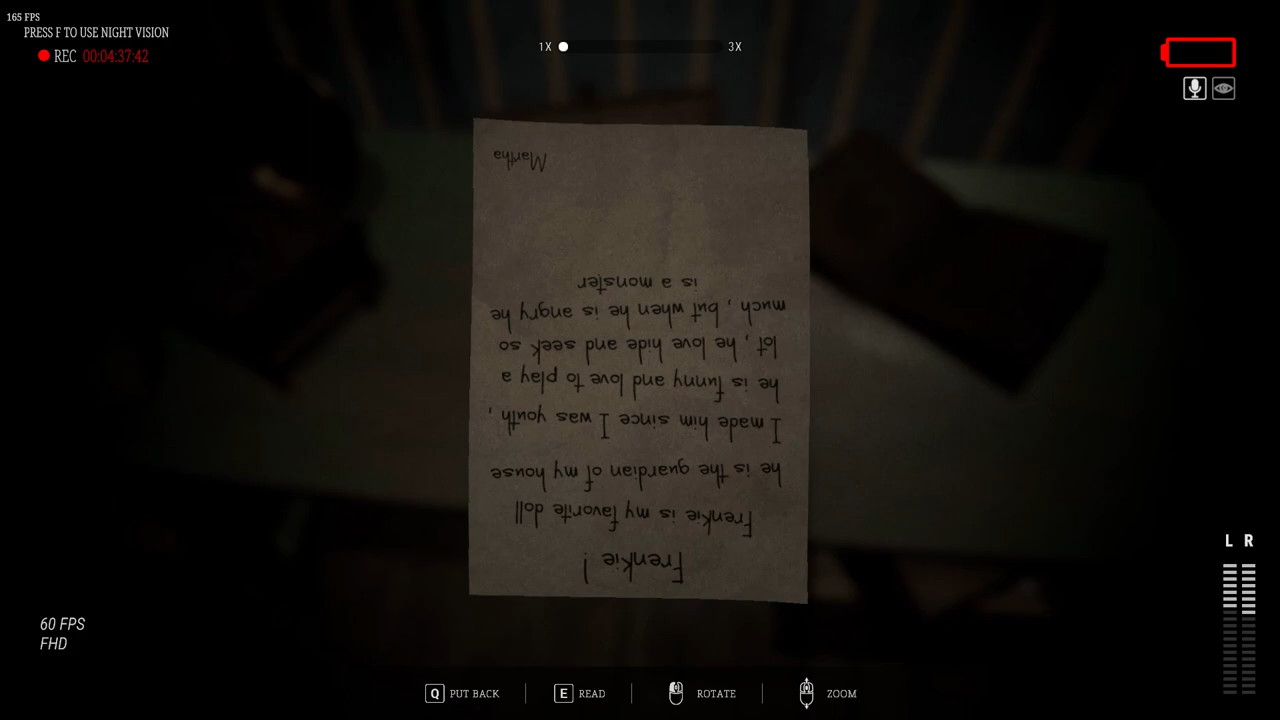 165 FPS
PRESS F TO USE NIGHT VISION
REC 00:04:37:42
1X 3X
Frenkie !
Frenkie is my favorite doll
he is the guardian of my house
I made him since I was youth ,
he is funny and love to play a
lot , he love hide and seek so
much , but when he is angry he
is a monster
Martha
L R
60 FPS
FHD
Q PUT BACK E READ ROTATE ZOOM